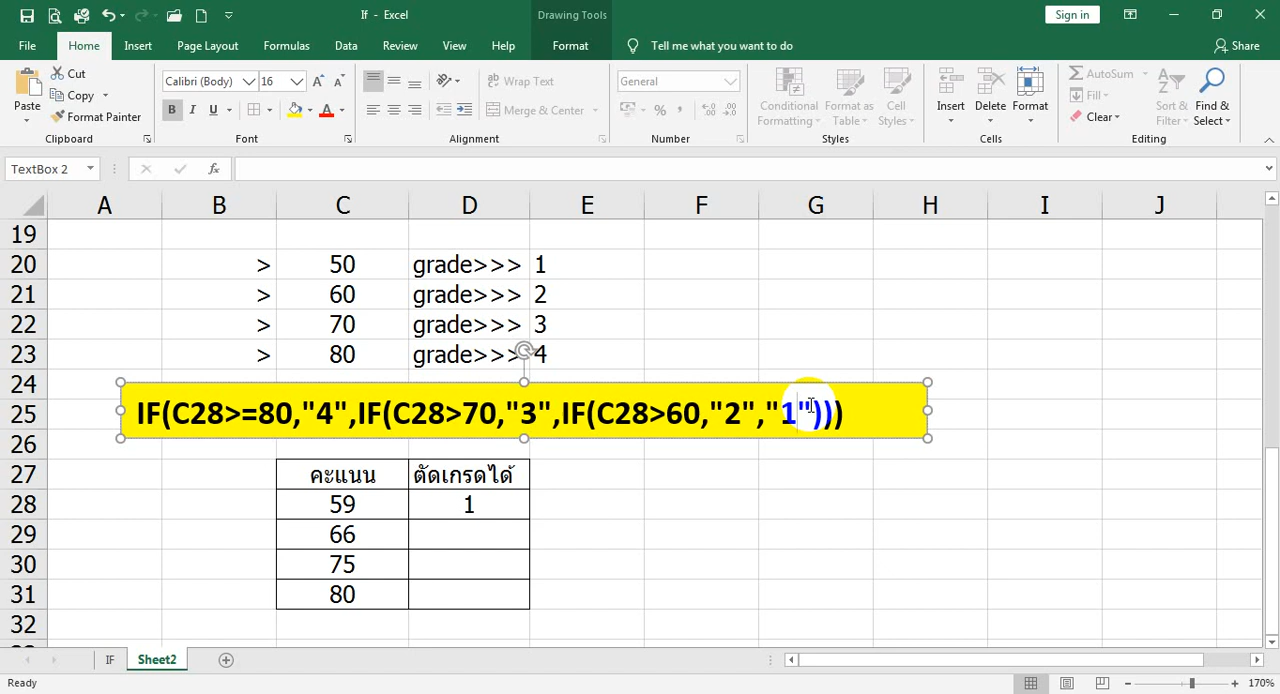 If - Excel
Drawing Tools
Sign in
File Home Insert Page Layout Formulas Data Review View Help Format Tell me what you want to do Share
Paste
Cut
Copy
Format Painter
Clipboard
Calibri (Body) 16
B I U
Font
Wrap Text
Merge & Center
Alignment
General
Number
Conditional Formatting
Format as Table
Cell Styles
Styles
Insert Delete Format
Cells
AutoSum
Fill
Clear
Sort & Filter
Find & Select
Editing
TextBox 2
fx
A B C D E F G H I J
19
20 > 50 grade>>> 1
21 > 60 grade>>> 2
22 > 70 grade>>> 3
23 > 80 grade>>> 4
24
25 IF(C28>=80,"4",IF(C28>70,"3",IF(C28>60,"2","1")))
26
27 คะแนน ตัดเกรดได้
28 59 1
29 66
30 75
31 80
32
IF Sheet2
Ready
170%